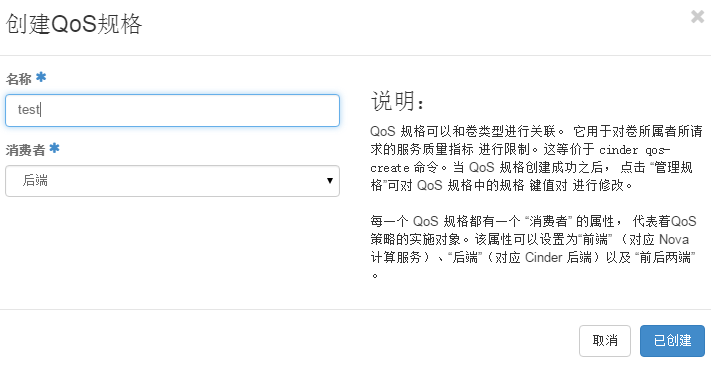 创建QoS规格
×
名称 *
test
消费者 *
后端
说明：
QoS 规格可以和卷类型进行关联。 它用于对卷所属者所请
求的服务质量指标 进行限制。这等价于 cinder qos-
create 命令。当 QoS 规格创建成功之后， 点击 “管理规
格”可对 QoS 规格中的规格 键值对 进行修改。
每一个 QoS 规格都有一个 “消费者” 的属性， 代表着QoS
策略的实施对象。该属性可以设置为“前端” （对应 Nova
计算服务）、“后端”（对应 Cinder 后端）以及 “前后两端”
。
取消
已创建